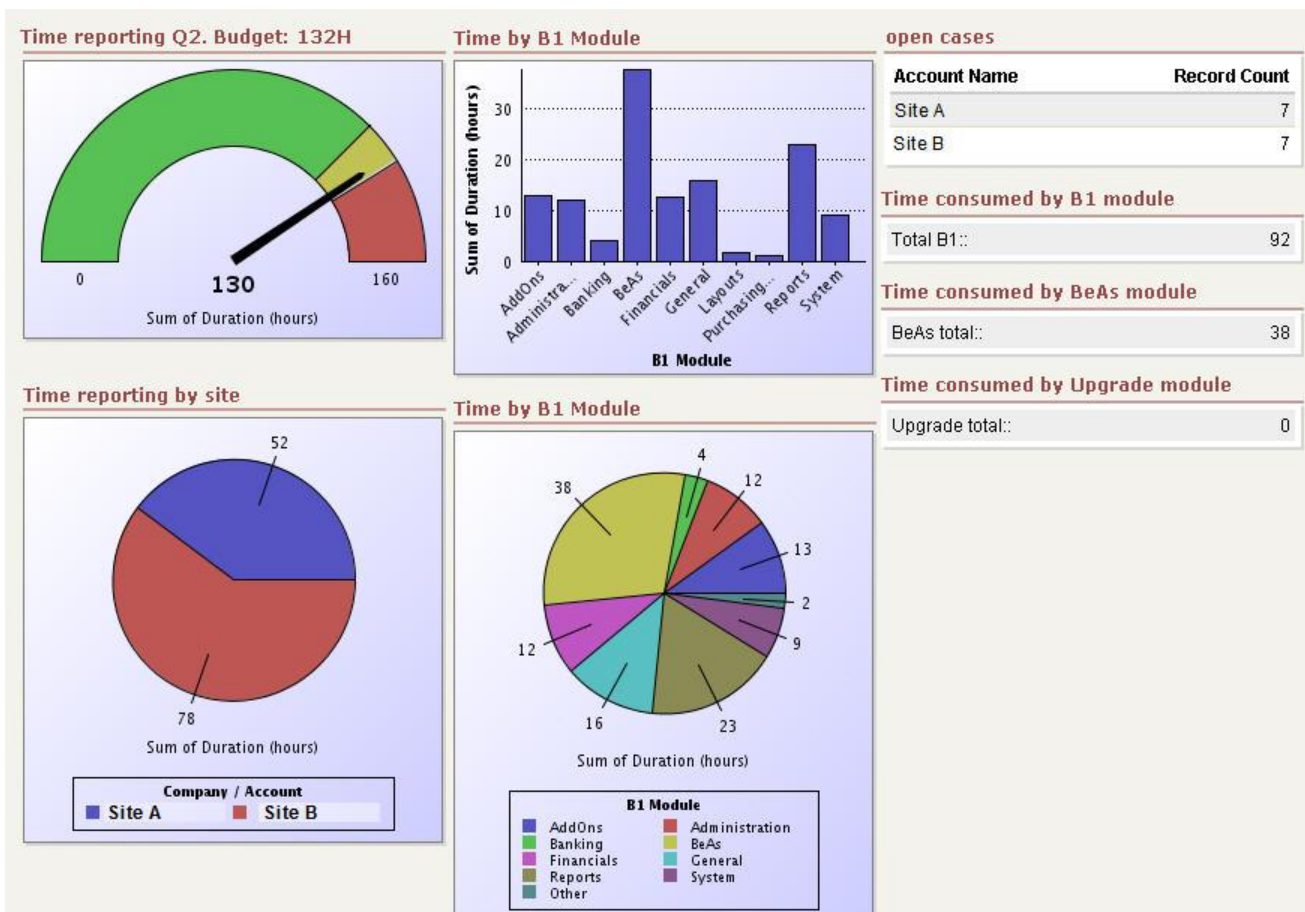 Time reporting Q2. Budget: 132H
0
130
160
Sum of Duration (hours)
Time by B1 Module
Sum of Duration (hours)
30
20
10
0
AddOns
Administra...
Banking
BeAs
Financials
General
Layouts
Purchasing...
Reports
System
B1 Module
open cases
Account Name Record Count
Site A 7
Site B 7
Time consumed by B1 module
Total B1:: 92
Time consumed by BeAs module
BeAs total:: 38
Time consumed by Upgrade module
Upgrade total:: 0
Time reporting by site
52
78
Sum of Duration (hours)
Company / Account
Site A Site B
Time by B1 Module
4
12
38
13
2
9
12
16
23
Sum of Duration (hours)
B1 Module
AddOns Administration
Banking BeAs
Financials General
Reports System
Other